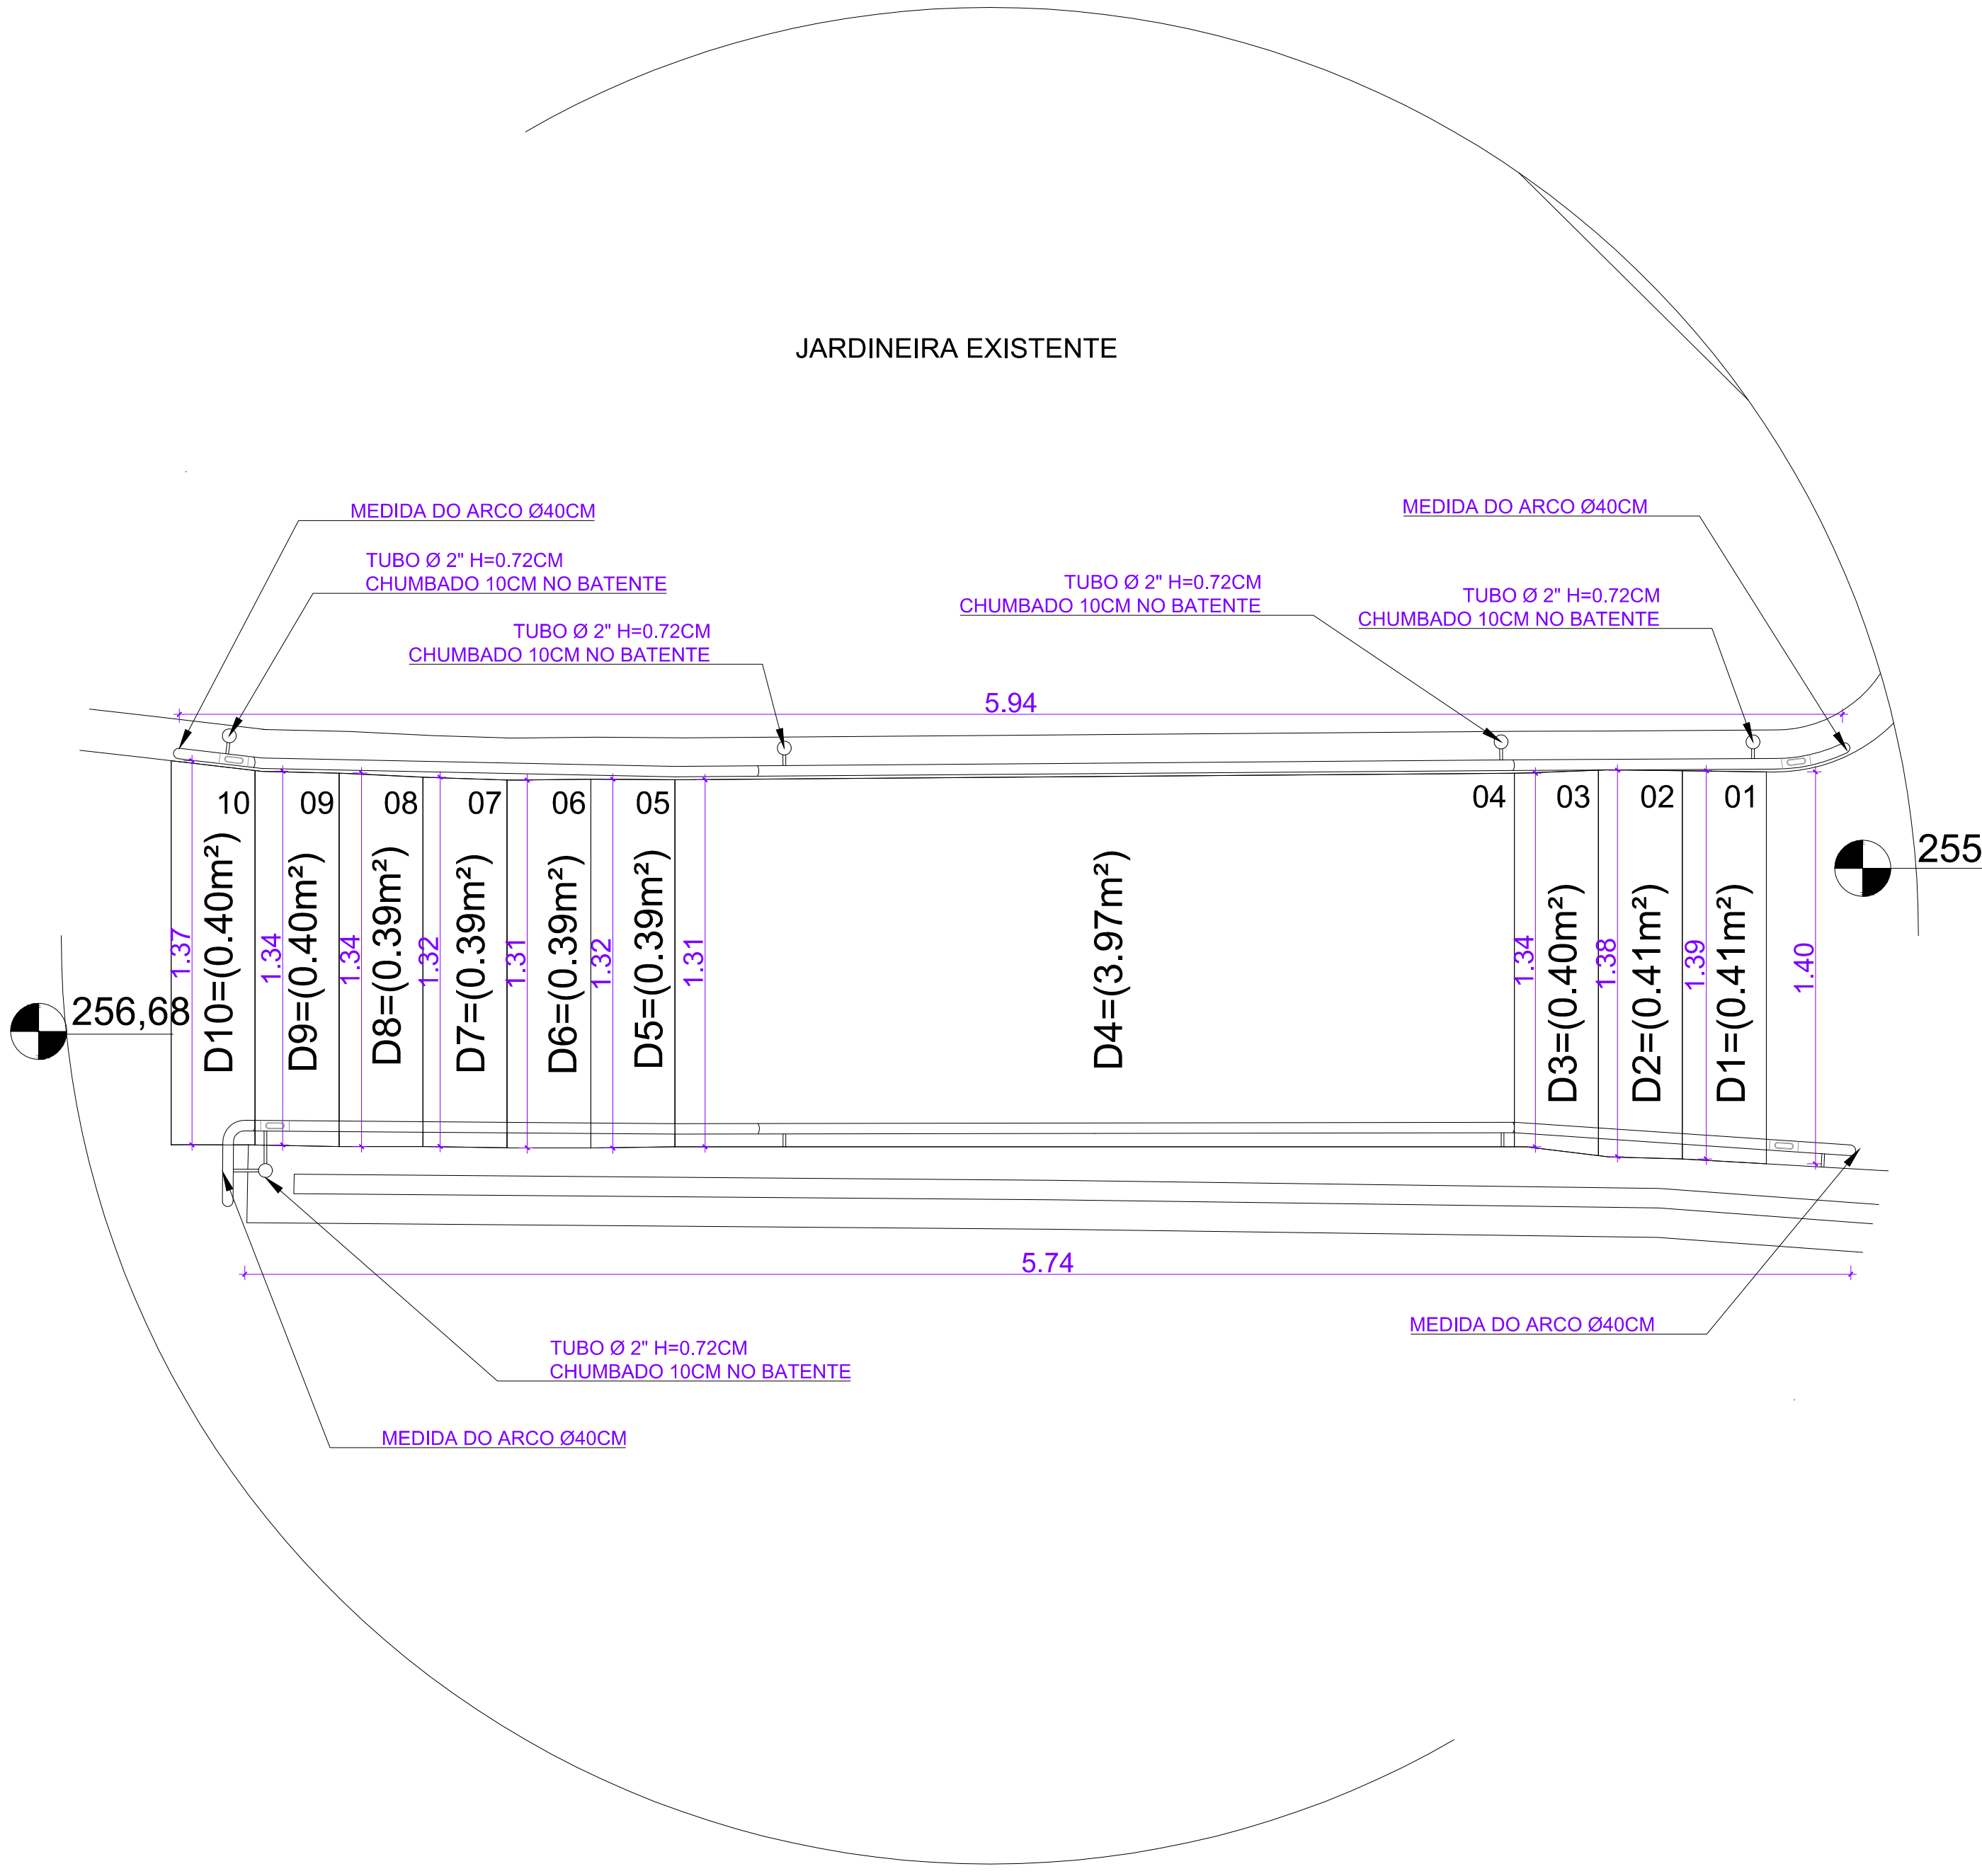 JARDINEIRA EXISTENTE
MEDIDA DO ARCO Ø40CM
MEDIDA DO ARCO Ø40CM
TUBO Ø 2" H=0.72CM
CHUMBADO 10CM NO BATENTE
TUBO Ø 2" H=0.72CM
CHUMBADO 10CM NO BATENTE
TUBO Ø 2" H=0.72CM
CHUMBADO 10CM NO BATENTE
TUBO Ø 2" H=0.72CM
CHUMBADO 10CM NO BATENTE
5.94
10
09
08
07
06
05
04
03
02
01
255
256,68
1.37
D10=(0.40m²)
1.34
D9=(0.40m²)
1.34
D8=(0.39m²)
1.32
D7=(0.39m²)
1.31
D6=(0.39m²)
1.32
D5=(0.39m²)
1.31
D4=(3.97m²)
1.34
D3=(0.40m²)
1.38
D2=(0.41m²)
1.39
D1=(0.41m²)
1.40
5.74
MEDIDA DO ARCO Ø40CM
TUBO Ø 2" H=0.72CM
CHUMBADO 10CM NO BATENTE
MEDIDA DO ARCO Ø40CM